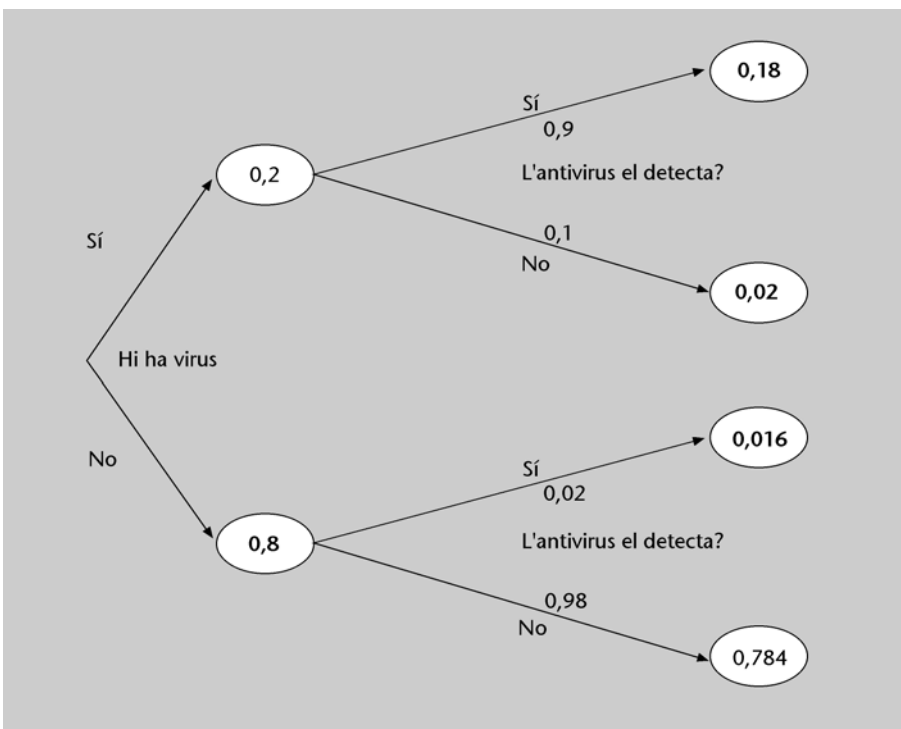 0,18
Sí
0,9
0,2
L'antivirus el detecta?
0,1
No
0,02
Sí
Hi ha virus
No
0,016
Sí
0,02
0,8
L'antivirus el detecta?
0,98
No
0,784